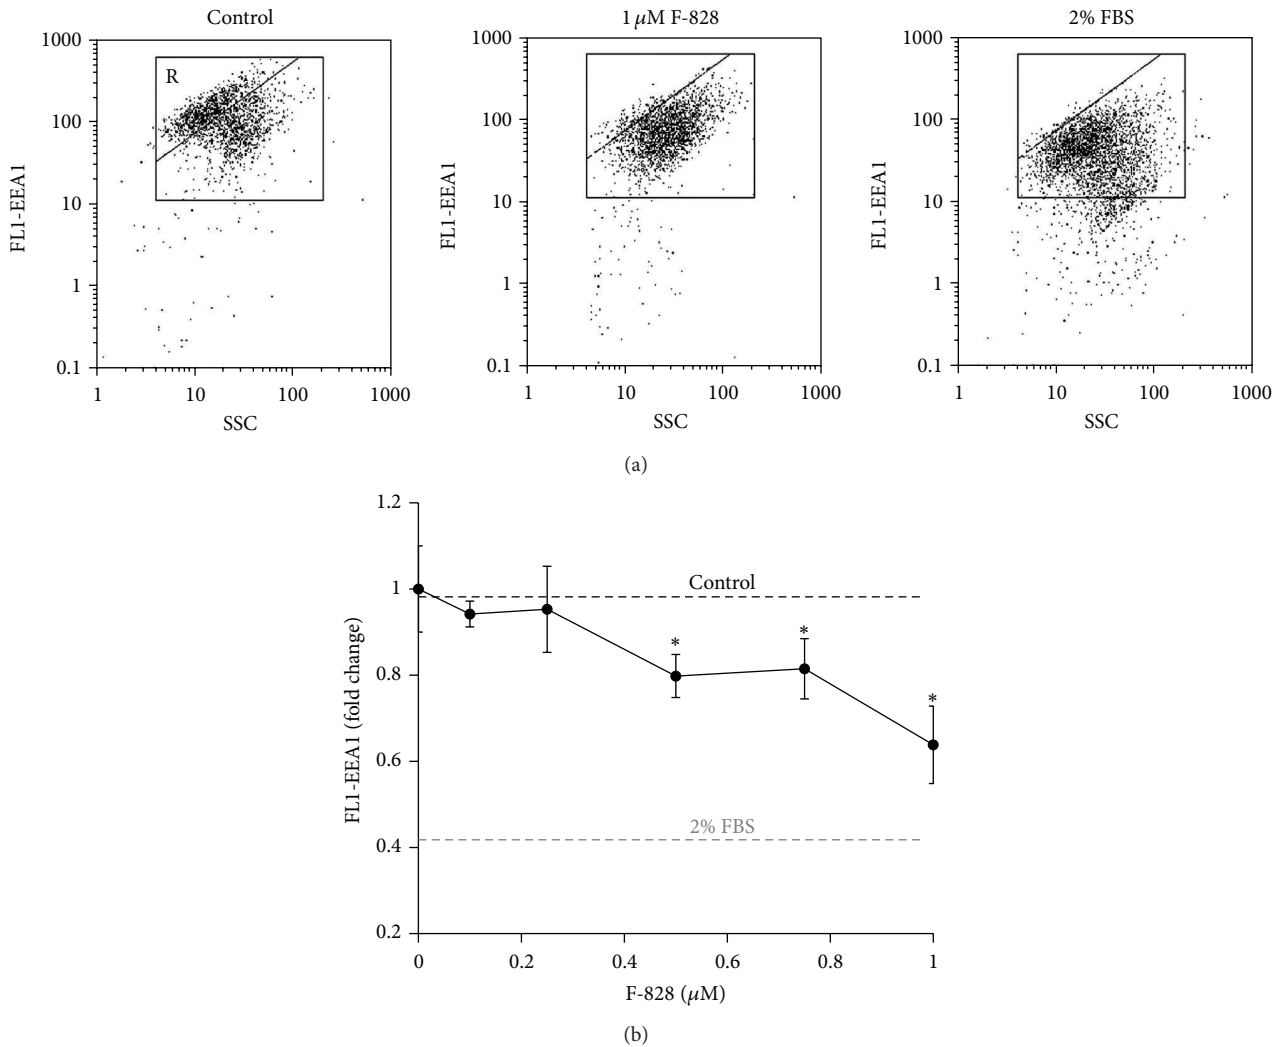 Control
1 μM F-828
2% FBS
1000
100
10
1
0.1
FL1-EEA1
R
1
10
100
1000
SSC
1000
100
10
1
0.1
FL1-EEA1
1
10
100
1000
SSC
1000
100
10
1
0.1
FL1-EEA1
1
10
100
1000
SSC
(a)
1.2
1
0.8
0.6
0.4
0.2
FL1-EEA1 (fold change)
Control
*
*
*
2% FBS
0
0.2
0.4
0.6
0.8
1
F-828 (μM)
(b)